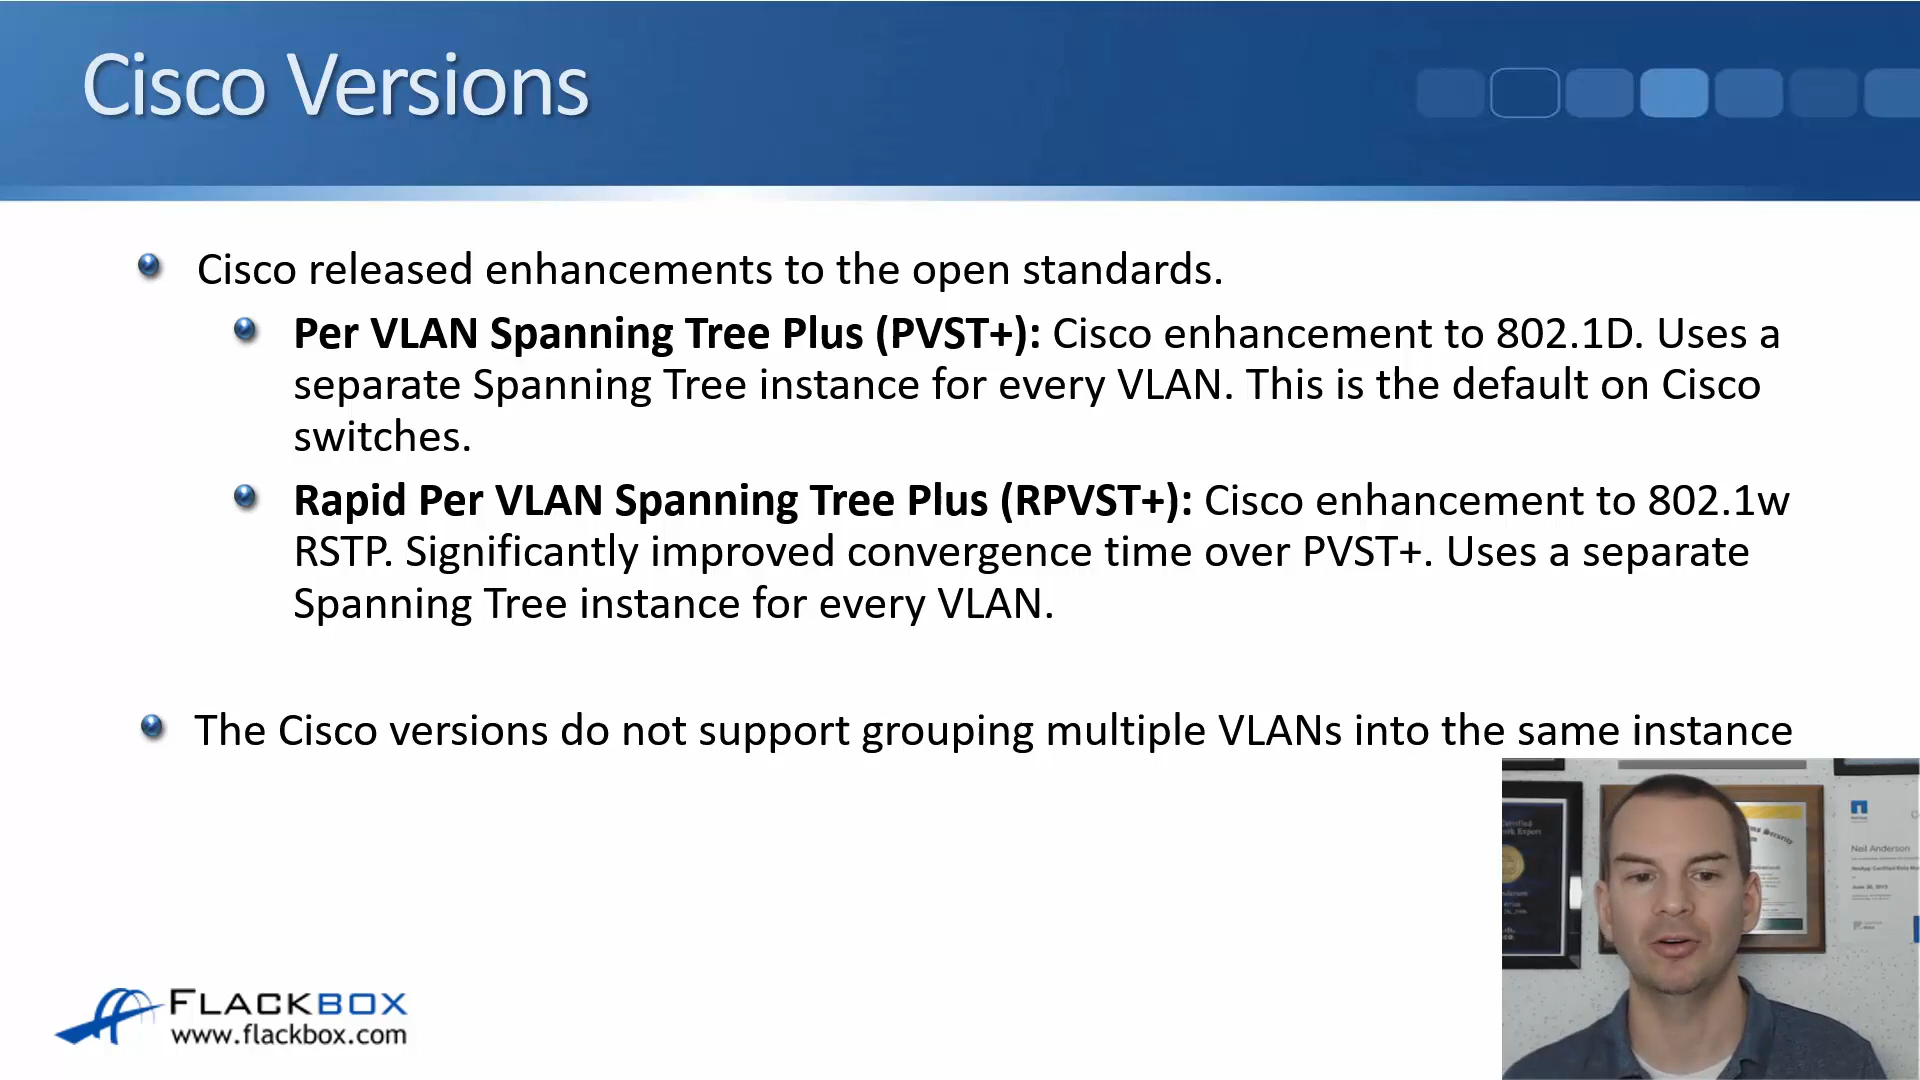 Cisco Versions
Cisco released enhancements to the open standards.
Per VLAN Spanning Tree Plus (PVST+): Cisco enhancement to 802.1D. Uses a
separate Spanning Tree instance for every VLAN. This is the default on Cisco
switches.
Rapid Per VLAN Spanning Tree Plus (RPVST+): Cisco enhancement to 802.1w
RSTP. Significantly improved convergence time over PVST+. Uses a separate
Spanning Tree instance for every VLAN.
The Cisco versions do not support grouping multiple VLANs into the same instance
Neil Anderson
FLACKBOX
www.flackbox.com